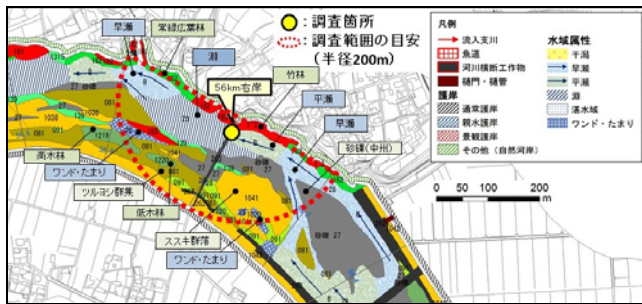 早瀬
常緑広葉樹林
淵
56km右岸
竹林
平瀬
早瀬
砂礫(中州)
高木林
ワンド・たまり
ツルヨシ群集
低木林
ススキ群落
ワンド・たまり
砂礫 27
1041
:調査箇所
:調査範囲の目安
(半径200m)
凡例
流入支川
魚道
河川横断工作物
樋門・樋管
護岸
通常護岸
親水護岸
景観護岸
その他(自然河岸)
水域属性
干潟
早瀬
平瀬
淵
湛水域
ワンド・たまり
0 50 100 200
m